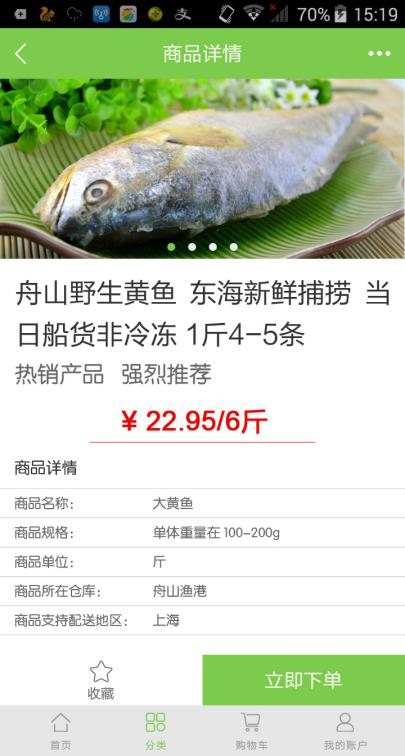 70% 15:19
商品详情
舟山野生黄鱼 东海新鲜捕捞 当
日船货非冷冻 1斤4-5条
热销产品 强烈推荐
¥ 22.95/6斤
商品详情
商品名称: 大黄鱼
商品规格: 单体重量在 100-200g
商品单位: 斤
商品所在仓库: 舟山渔港
商品支持配送地区: 上海
收藏 立即下单
首页 分类 购物车 我的账户